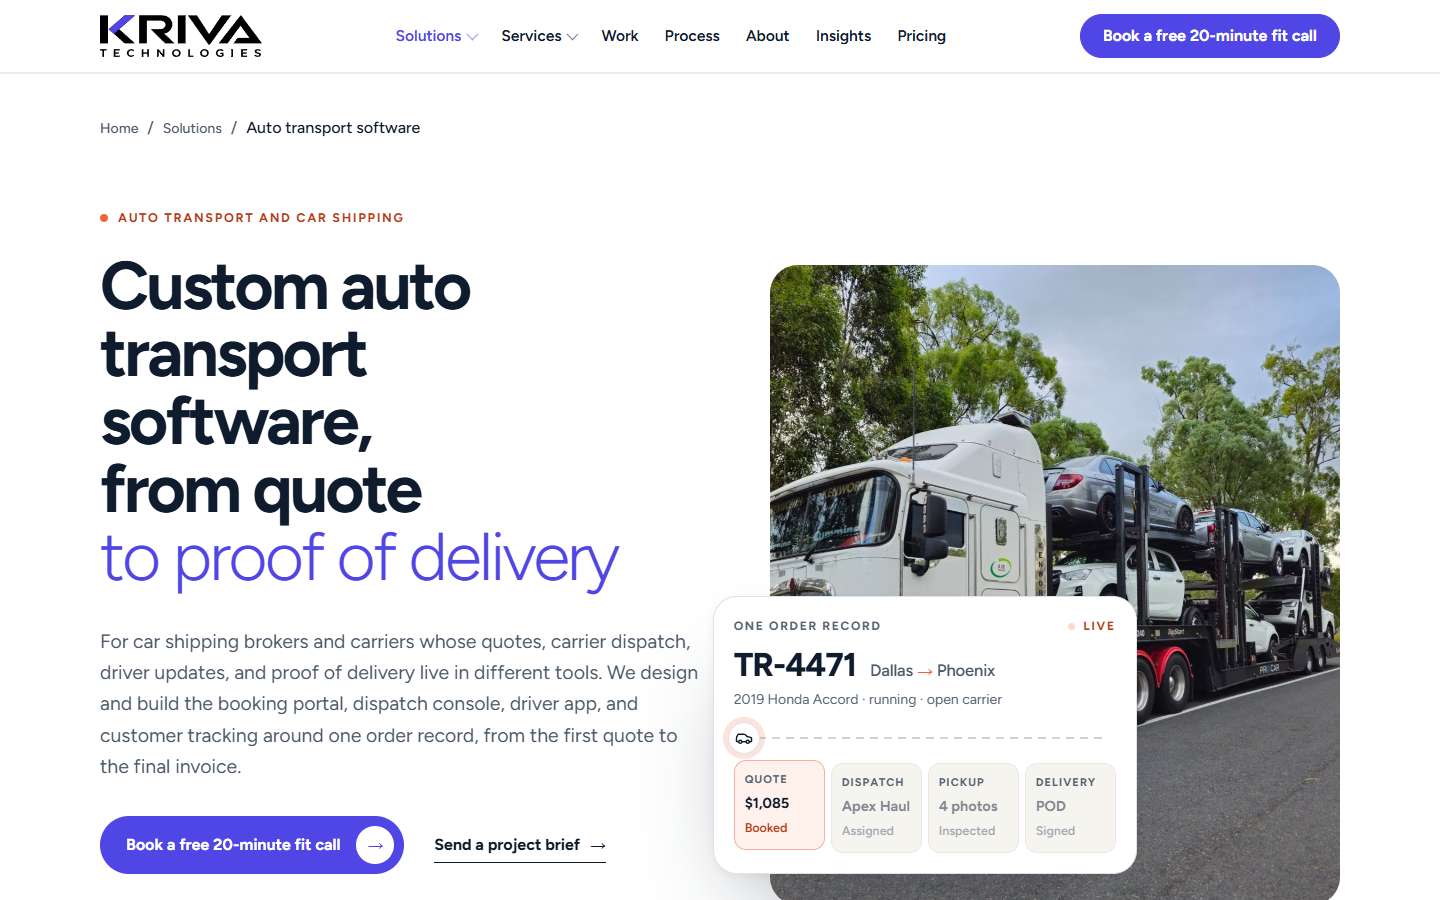 KRIVA
TECHNOLOGIES
Solutions
Services
Work
Process
About
Insights
Pricing
Book a free 20-minute fit call
Home / Solutions / Auto transport software
AUTO TRANSPORT AND CAR SHIPPING
Custom auto
transport
software,
from quote
to proof of delivery
For car shipping brokers and carriers whose quotes, carrier dispatch,
driver updates, and proof of delivery live in different tools. We design
and build the booking portal, dispatch console, driver app, and
customer tracking around one order record, from the first quote to
the final invoice.
Book a free 20-minute fit call →
Send a project brief →
KENWORTH
ONE ORDER RECORD
LIVE
TR-4471 Dallas → Phoenix
2019 Honda Accord · running · open carrier
QUOTE
$1,085
Booked
DISPATCH
Apex Haul
Assigned
PICKUP
4 photos
Inspected
DELIVERY
POD
Signed